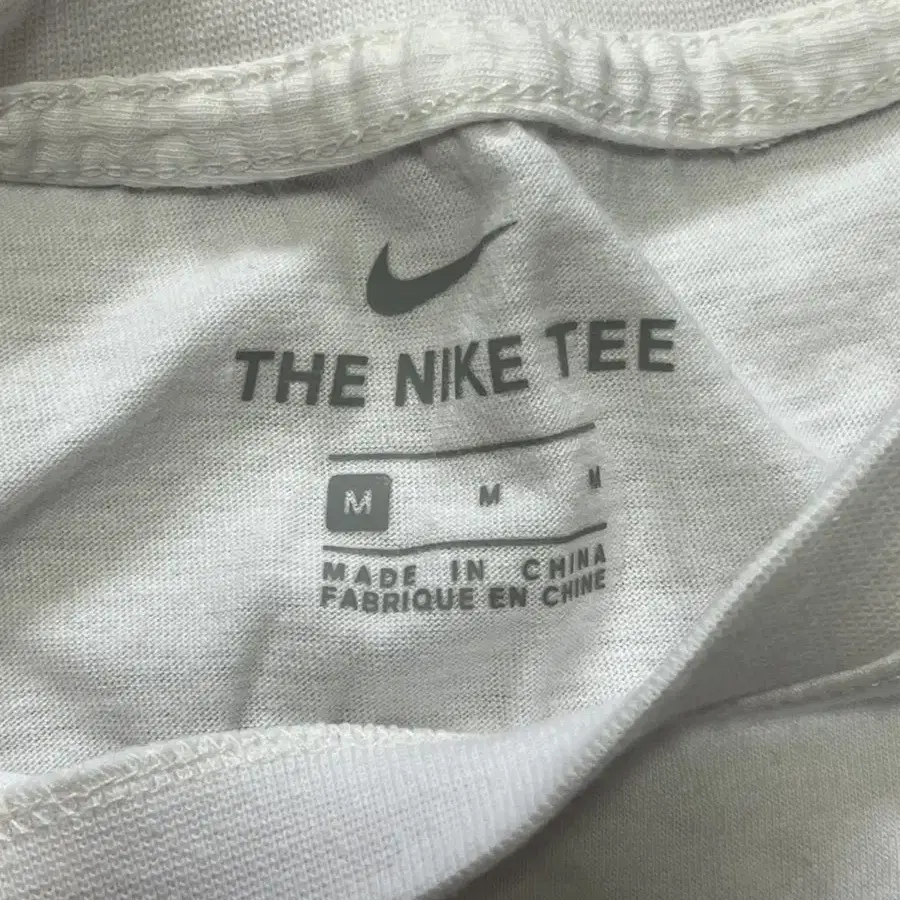 THE NIKE TEE
M M M
MADE IN CHINA
FABRIQUE EN CHINE